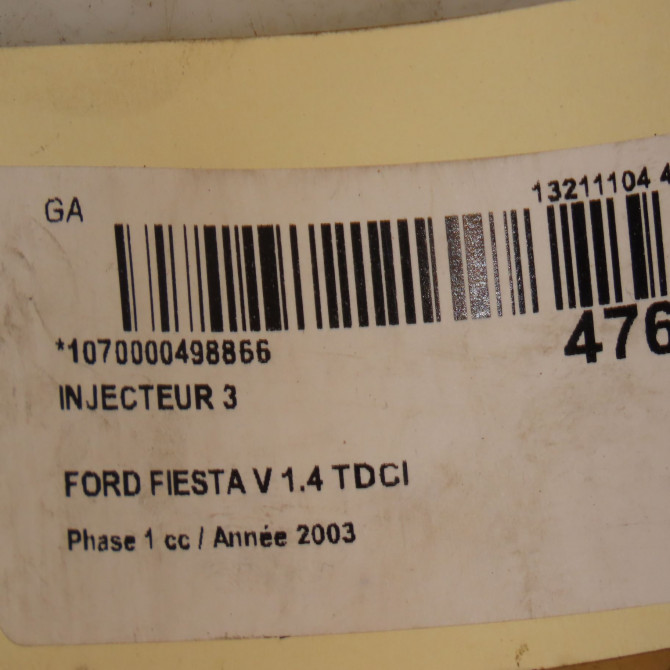 GA
13211104 4
476
*1070000498866
INJECTEUR 3
FORD FIESTA V 1.4 TDCI
Phase 1 cc / Année 2003